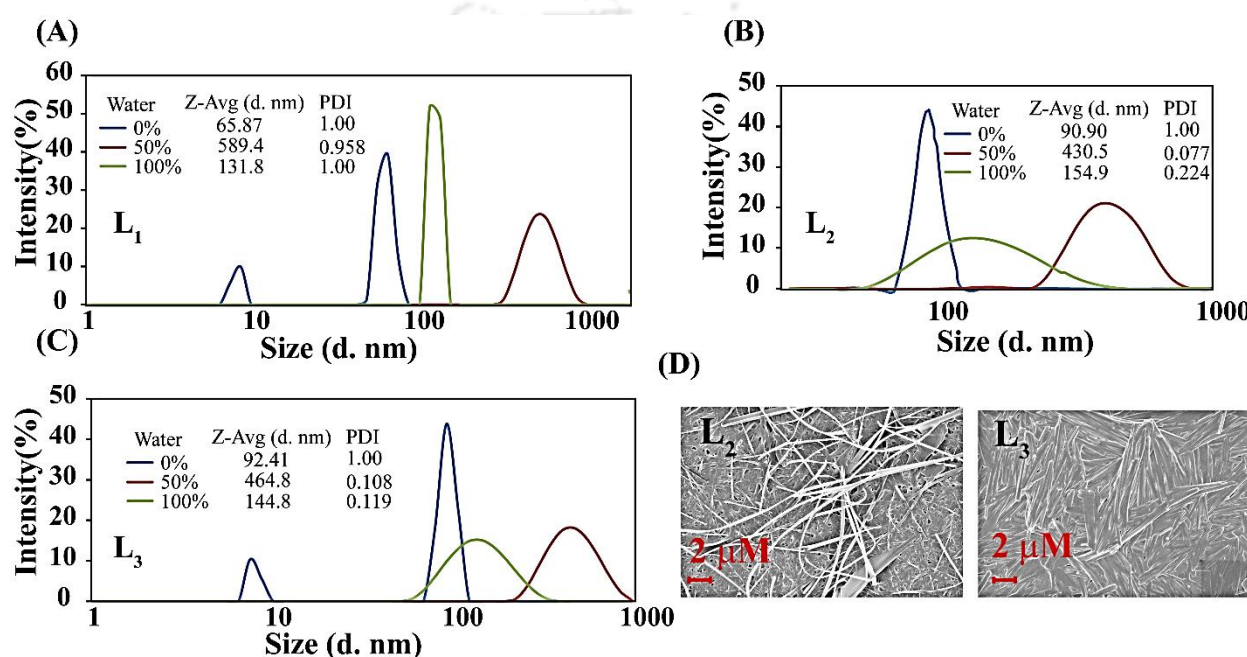 (A)
Intensity(%)
60
50
40
30
20
10
0
Water Z-Avg (d. nm) PDI
0% 65.87 1.00
50% 589.4 0.958
100% 131.8 1.00
L1
1 10 100 1000
Size (d. nm)
(B)
Intensity(%)
50
40
30
20
10
0
Water Z-Avg (d. nm) PDI
0% 90.90 1.00
50% 430.5 0.077
100% 154.9 0.224
L2
100 1000
Size (d. nm)
(C)
Intensity(%)
50
40
30
20
10
0
Water Z-Avg (d. nm) PDI
0% 92.41 1.00
50% 464.8 0.108
100% 144.8 0.119
L3
1 10 100 1000
Size (d. nm)
(D)
L2
2 µM
L3
2 µM